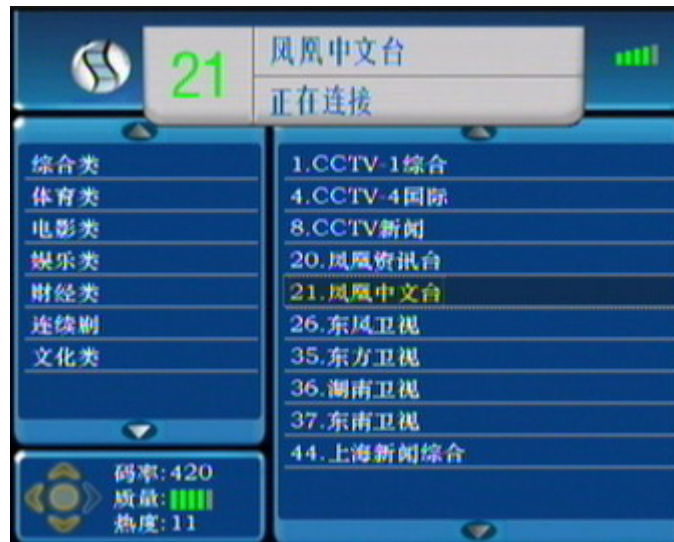 21
凤凰中文台
正在连接
综合类
体育类
电影类
娱乐类
财经类
连续剧
文化类
1.CCTV-1综合
4.CCTV-4国际
8.CCTV新闻
20.凤凰资讯台
21.凤凰中文台
26.东风卫视
35.东方卫视
36.湖南卫视
37.东南卫视
44.上海新闻综合
码率:420
质量:
热度:11